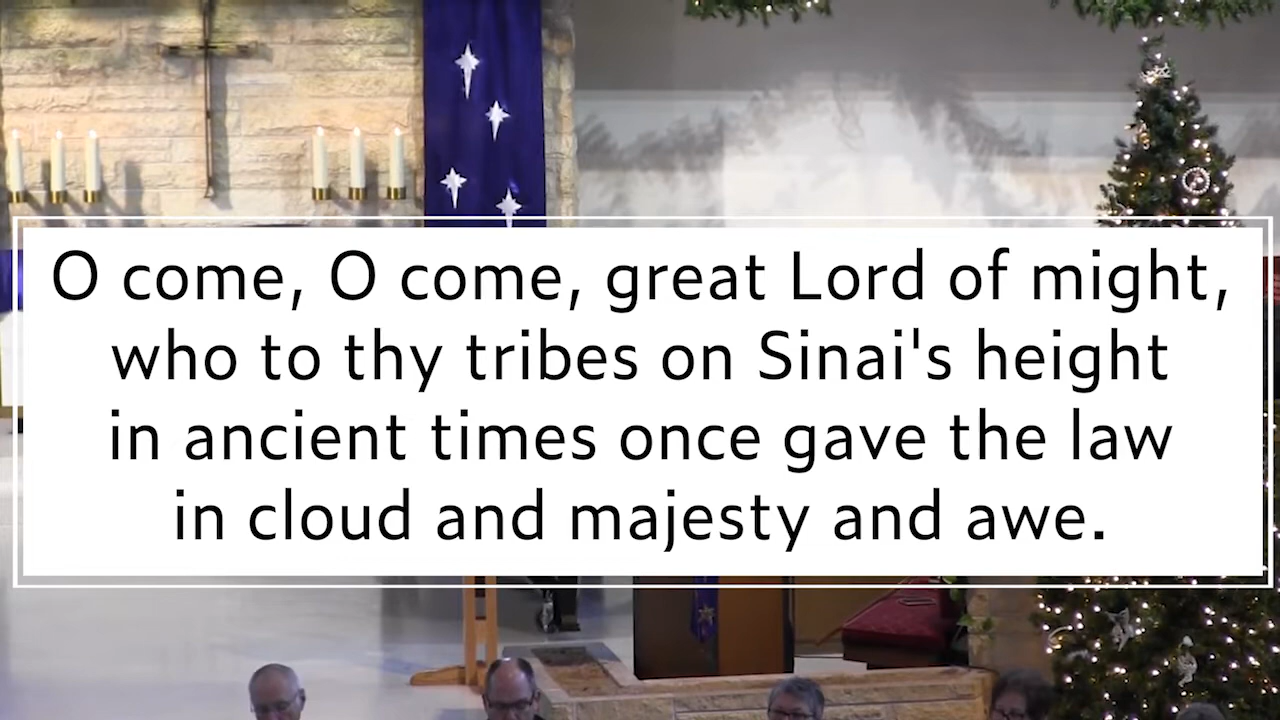 O come, O come, great Lord of might,
who to thy tribes on Sinai's height
in ancient times once gave the law
in cloud and majesty and awe.